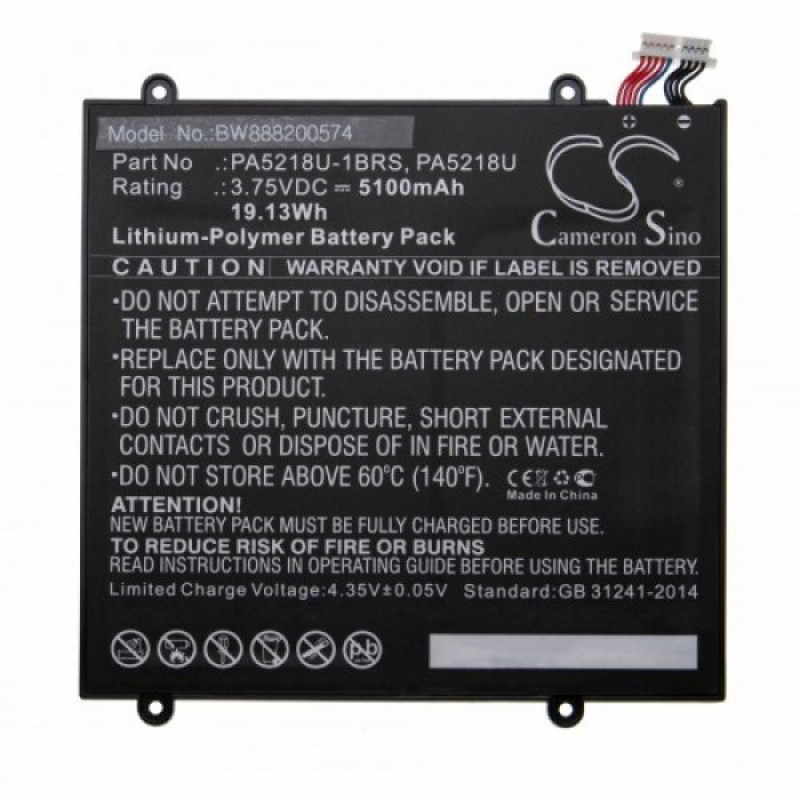 Model No.:BW888200574
Part No .:PA5218U-1BRS, PA5218U
Rating .:3.75VDC ⎓ 5100mAh
19.13Wh
Lithium-Polymer Battery Pack
CS
®
Cameron Sino
CAUTION WARRANTY VOID IF LABEL IS REMOVED
•DO NOT ATTEMPT TO DISASSEMBLE, OPEN OR SERVICE
THE BATTERY PACK.
•REPLACE ONLY WITH THE BATTERY PACK DESIGNATED
FOR THIS PRODUCT.
•DO NOT CRUSH, PUNCTURE, SHORT EXTERNAL
CONTACTS OR DISPOSE OF IN FIRE OR WATER.
•DO NOT STORE ABOVE 60°C (140°F).
CE
Made In China
ATTENTION!
NEW BATTERY PACK MUST BE FULLY CHARGED BEFORE USE.
TO REDUCE RISK OF FIRE OR BURNS
READ INSTRUCTIONS IN OPERATING GUIDE BEFORE USING THE BATTERY.
Limited Charge Voltage:4.35V±0.05V Standard:GB 31241-2014
pb